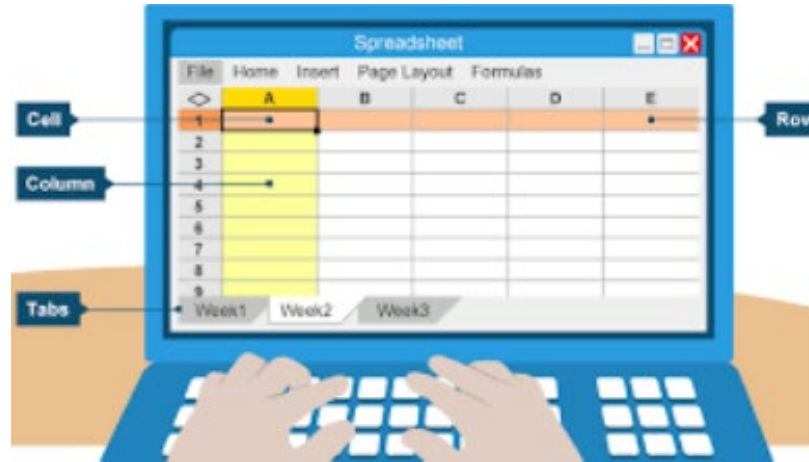 Spreadsheet
File Home Insert Page Layout Formulas
A B C D E
Cell
1
Row
2
3
Column
4
5
6
7
8
9
Tabs
Week1 Week2 Week3